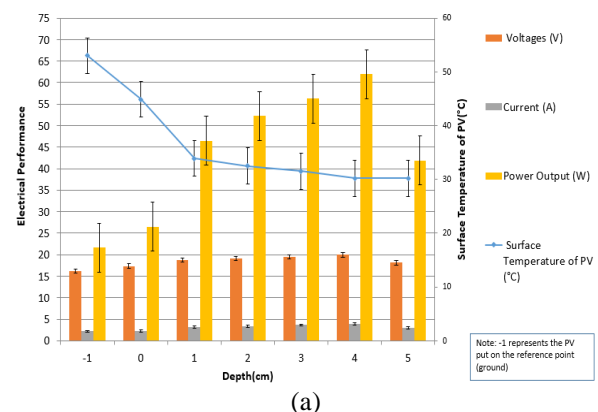 75
70
65
60
55
50
45
40
35
30
25
20
15
10
5
0
Electrical Performance
-1 0 1 2 3 4 5
Depth(cm)
60
50
40
30
20
10
0
Surface Temperature of PV(°C)
Voltages (V)
Current (A)
Power Output (W)
Surface
Temperature of PV
(°C)
Note: -1 represents the PV
put on the reference point
(ground)
(a)